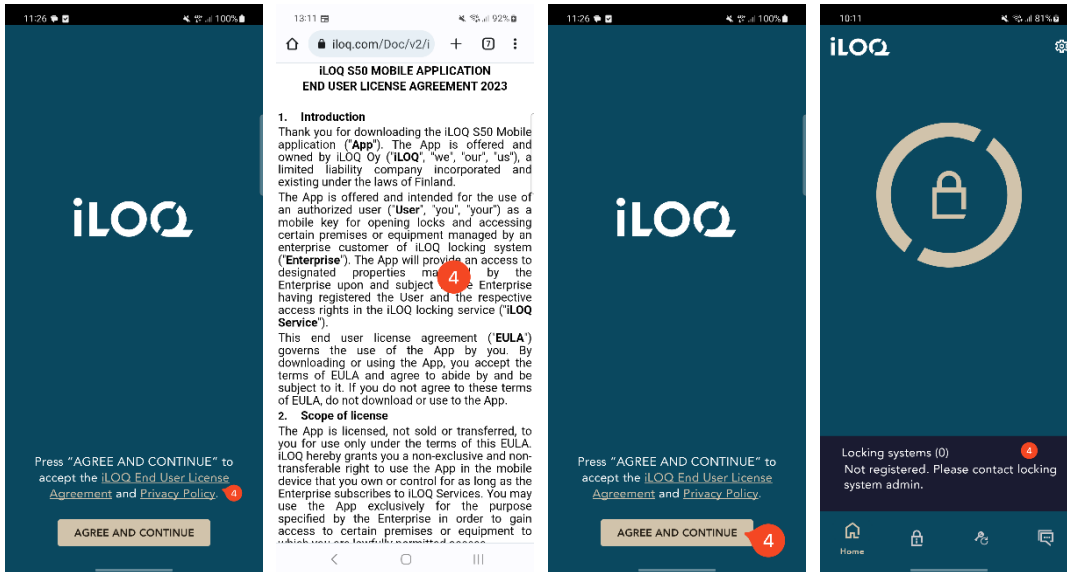 11:26
100%
iLOQ
Press "AGREE AND CONTINUE" to
accept the iLOQ End User License
Agreement and Privacy Policy.
4
AGREE AND CONTINUE
13:11
92%
iloq.com/Doc/v2/i
7
iLOQ S50 MOBILE APPLICATION
END USER LICENSE AGREEMENT 2023
1. Introduction
Thank you for downloading the iLOQ S50 Mobile
application ("App"). The App is offered and
owned by iLOQ Oy ("iLOQ", "we", "our", "us"), a
limited liability company incorporated and
existing under the laws of Finland.
The App is offered and intended for the use of
an authorized user ("User", "you", "your") as a
mobile key for opening locks and accessing
certain premises or equipment managed by an
enterprise customer of iLOQ locking system
("Enterprise"). The App will provide an access to
designated properties by the
4
Enterprise upon and subject Enterprise
having registered the User and the respective
access rights in the iLOQ locking service ("iLOQ
Service").
This end user license agreement ("EULA")
governs the use of the App by you. By
downloading or using the App, you accept the
terms of EULA and agree to abide by and be
subject to it. If you do not agree to these terms
of EULA, do not download or use to the App.
2. Scope of license
The App is licensed, not sold or transferred, to
you for use only under the terms of this EULA.
iLOQ hereby grants you a non-exclusive and non-
transferable right to use the App in the mobile
device that you own or control for as long as the
Enterprise subscribes to iLOQ Services. You may
use the App exclusively for the purpose
specified by the Enterprise in order to gain
access to certain premises or equipment to
11:26
100%
iLOQ
Press "AGREE AND CONTINUE" to
accept the iLOQ End User License
Agreement and Privacy Policy.
AGREE AND CONTINUE
4
10:11
81%
iLOQ
Locking systems (0)
4
Not registered. Please contact locking
system admin.
Home